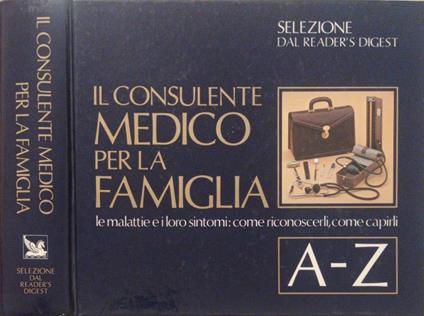 IL CONSULENTE MEDICO
PER LA FAMIGLIA
SELEZIONE
DAL
READER'S
DIGEST
SELEZIONE
DAL READER'S DIGEST
IL CONSULENTE
MEDICO
PER LA
FAMIGLIA
le malattie e i loro sintomi: come riconoscerli, come capirli
A-Z